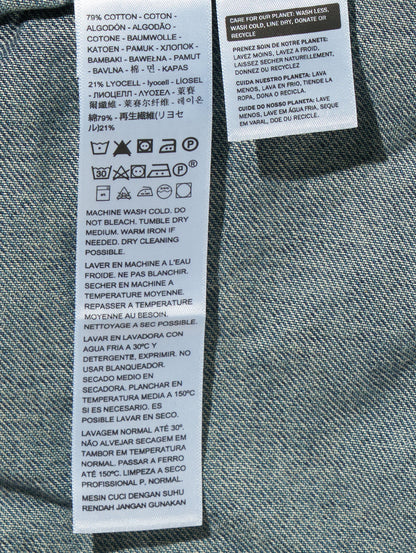 79% COTTON - COTON -
ALGODÓN - ALGODÃO -
COTONE - BAUMWOLLE -
KATOEN - PAMUK - ХЛОПОК -
BAMBAKI - BAWEŁNA - PAMUT -
BAVLNA - 棉 - 면 - KAPAS
21% LYOCELL - lyocell - LÍOSEL
爾纖維 - 莱赛尔纤维 - 레이온
綿79% - 再生繊維(リヨセ
ル)21%
30 P
MACHINE WASH COLD. DO
NOT BLEACH. TUMBLE DRY
MEDIUM. WARM IRON IF
NEEDED. DRY CLEANING
POSSIBLE.
LAVER EN MACHINE A L'EAU
FROIDE. NE PAS BLANCHIR.
SECHER EN MACHINE A
TEMPERATURE MOYENNE.
REPASSER A TEMPERATURE
MOYENNE AU BESOIN.
NETTOYAGE A SEC POSSIBLE.
LAVAR EN LAVADORA CON
AGUA FRIA A 30ºC Y
DETERGENTE, EXPRIMIR. NO
USAR BLANQUEADOR.
SECADO MEDIO EN
SECADORA. PLANCHAR EN
TEMPERATURA MEDIA A 150ºC
SI ES NECESARIO. ES
POSIBLE LAVAR EN SECO.
LAVAGEM NORMAL ATÉ 30º.
NÃO ALVEJAR SECAGEM EM
TAMBOR EM TEMPERATURA
NORMAL. PASSAR A FERRO
ATÉ 150ºC. LIMPEZA A SECO
PROFISSIONAL P, NORMAL.
MESIN CUCI DENGAN SUHU
RENDAH JANGAN GUNAKAN
CARE FOR OUR PLANET: WASH LESS,
WASH COLD, LINE DRY, DONATE OR
RECYCLE
PRENEZ SOIN DE NOTRE PLANETE:
LAVEZ MOINS, LAVEZ A FROID,
LAISSEZ SECHER NATURELLEMENT,
DONNEZ OU RECYCLEZ
CUIDA NUESTRO PLANETA: LAVA
MENOS, LAVA EN FRIO, TIENDE LA
ROPA, DONA O RECICLA.
CUIDE DO NOSSO PLANETA: LAVE
MENOS, LAVE COM ÁGUA FRIA, SEQUE
EM VARAL, DOE OU RECICLE.